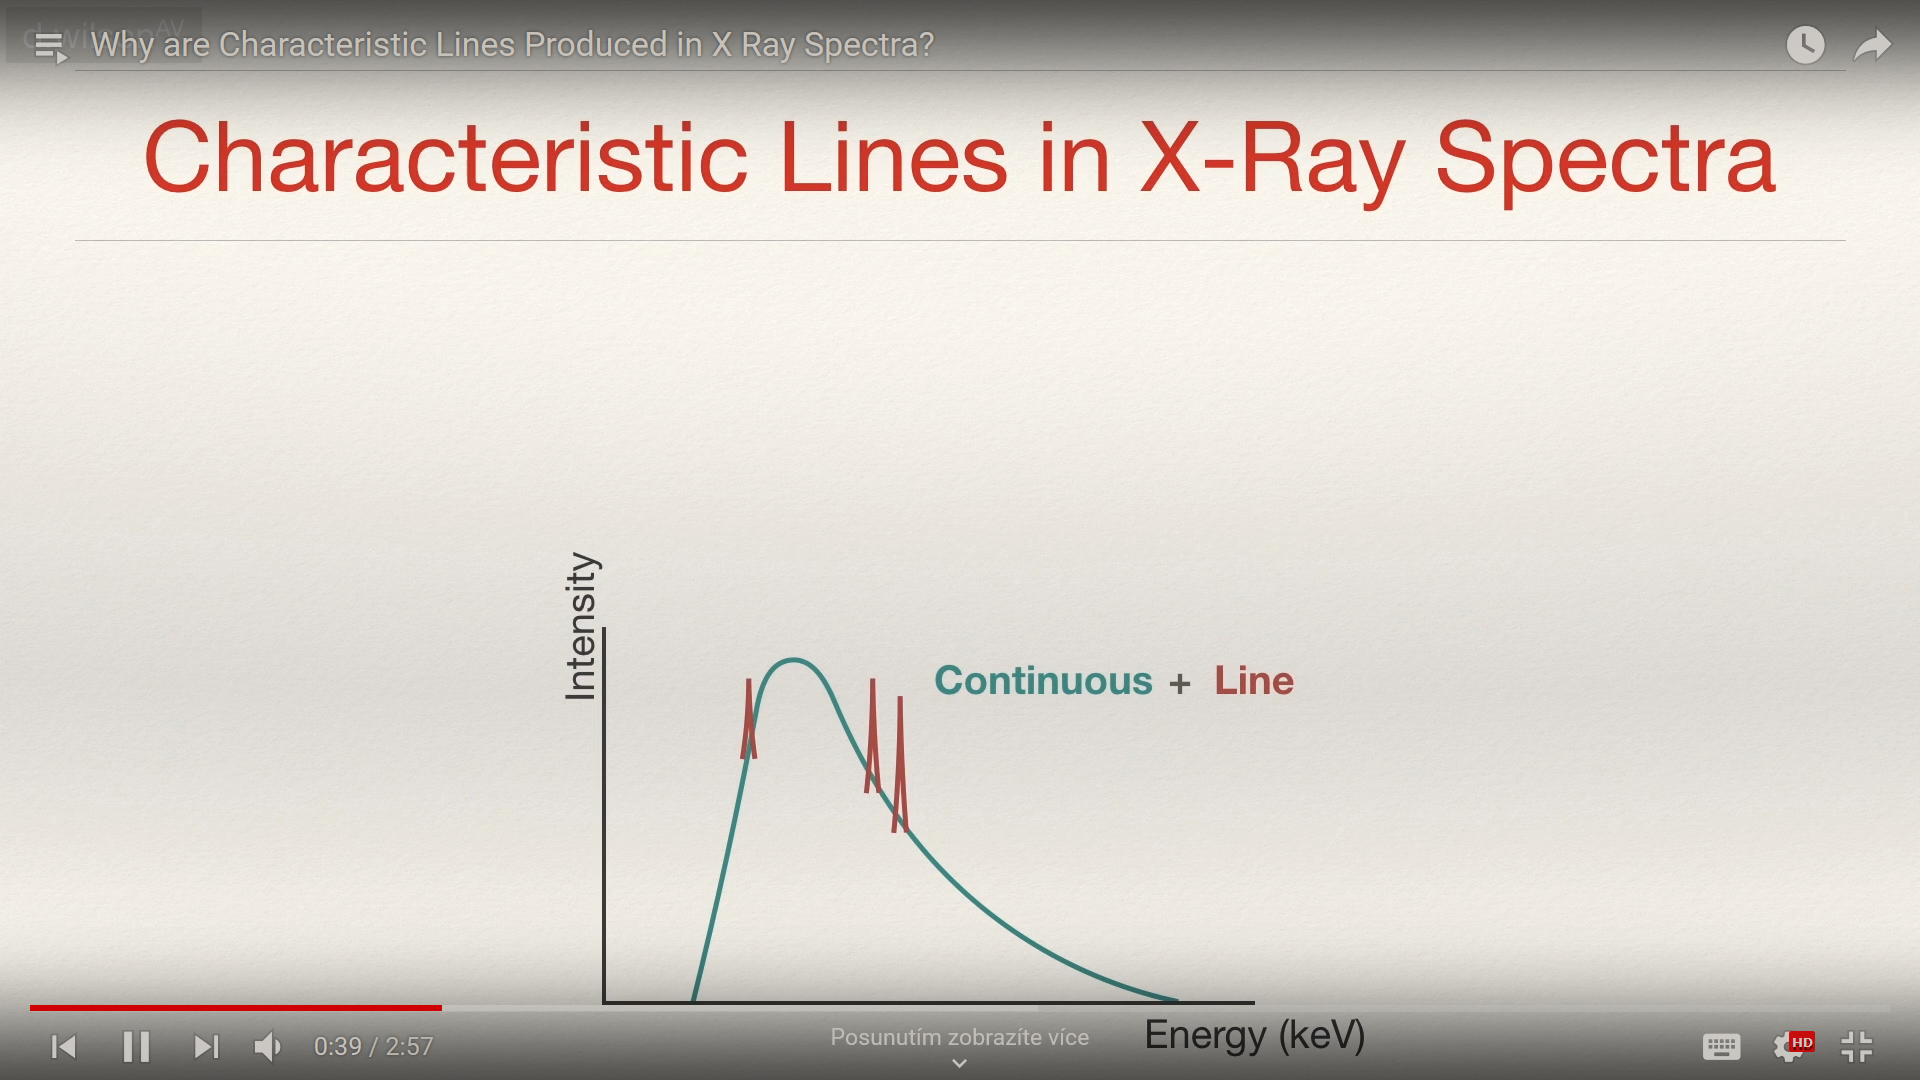 Why are Characteristic Lines Produced in X Ray Spectra?
Characteristic Lines in X-Ray Spectra
Intensity
Continuous + Line
Energy (keV)
Posunutím zobrazíte více
0:39 / 2:57
HD